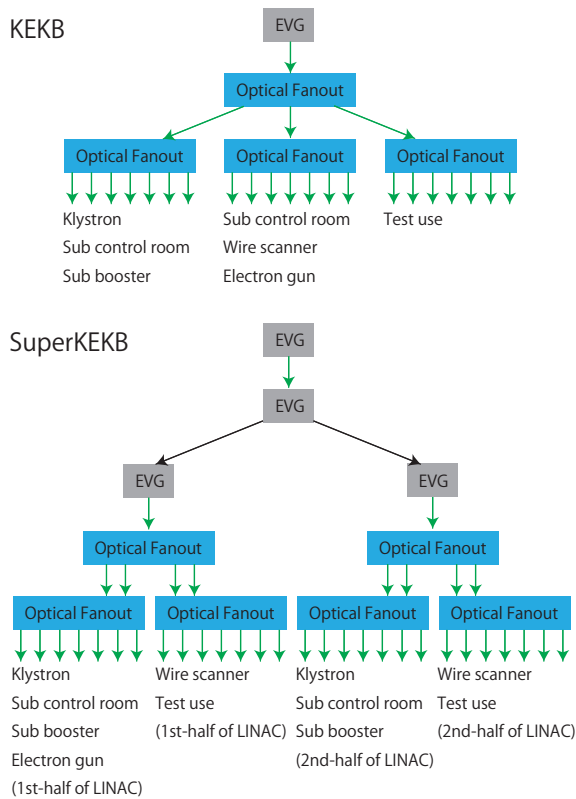 KEKB
EVG
Optical Fanout
Optical Fanout
Optical Fanout
Optical Fanout
Klystron
Sub control room
Sub booster
Sub control room
Wire scanner
Electron gun
Test use
SuperKEKB
EVG
EVG
EVG
EVG
Optical Fanout
Optical Fanout
Optical Fanout
Optical Fanout
Optical Fanout
Optical Fanout
Klystron
Sub control room
Sub booster
Electron gun
(1st-half of LINAC)
Wire scanner
Test use
(1st-half of LINAC)
Klystron
Sub control room
Sub booster
(2nd-half of LINAC)
Wire scanner
Test use
(2nd-half of LINAC)